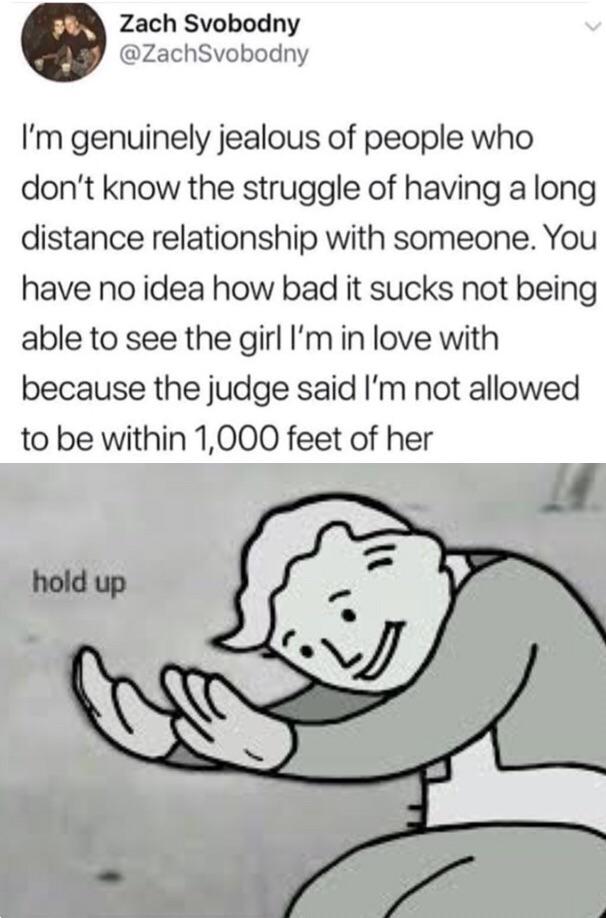 Zach Svobodny
@ZachSvobodny
I'm genuinely jealous of people who
don't know the struggle of having a long
distance relationship with someone. You
have no idea how bad it sucks not being
able to see the girl I'm in love with
because the judge said I'm not allowed
to be within 1,000 feet of her
hold up